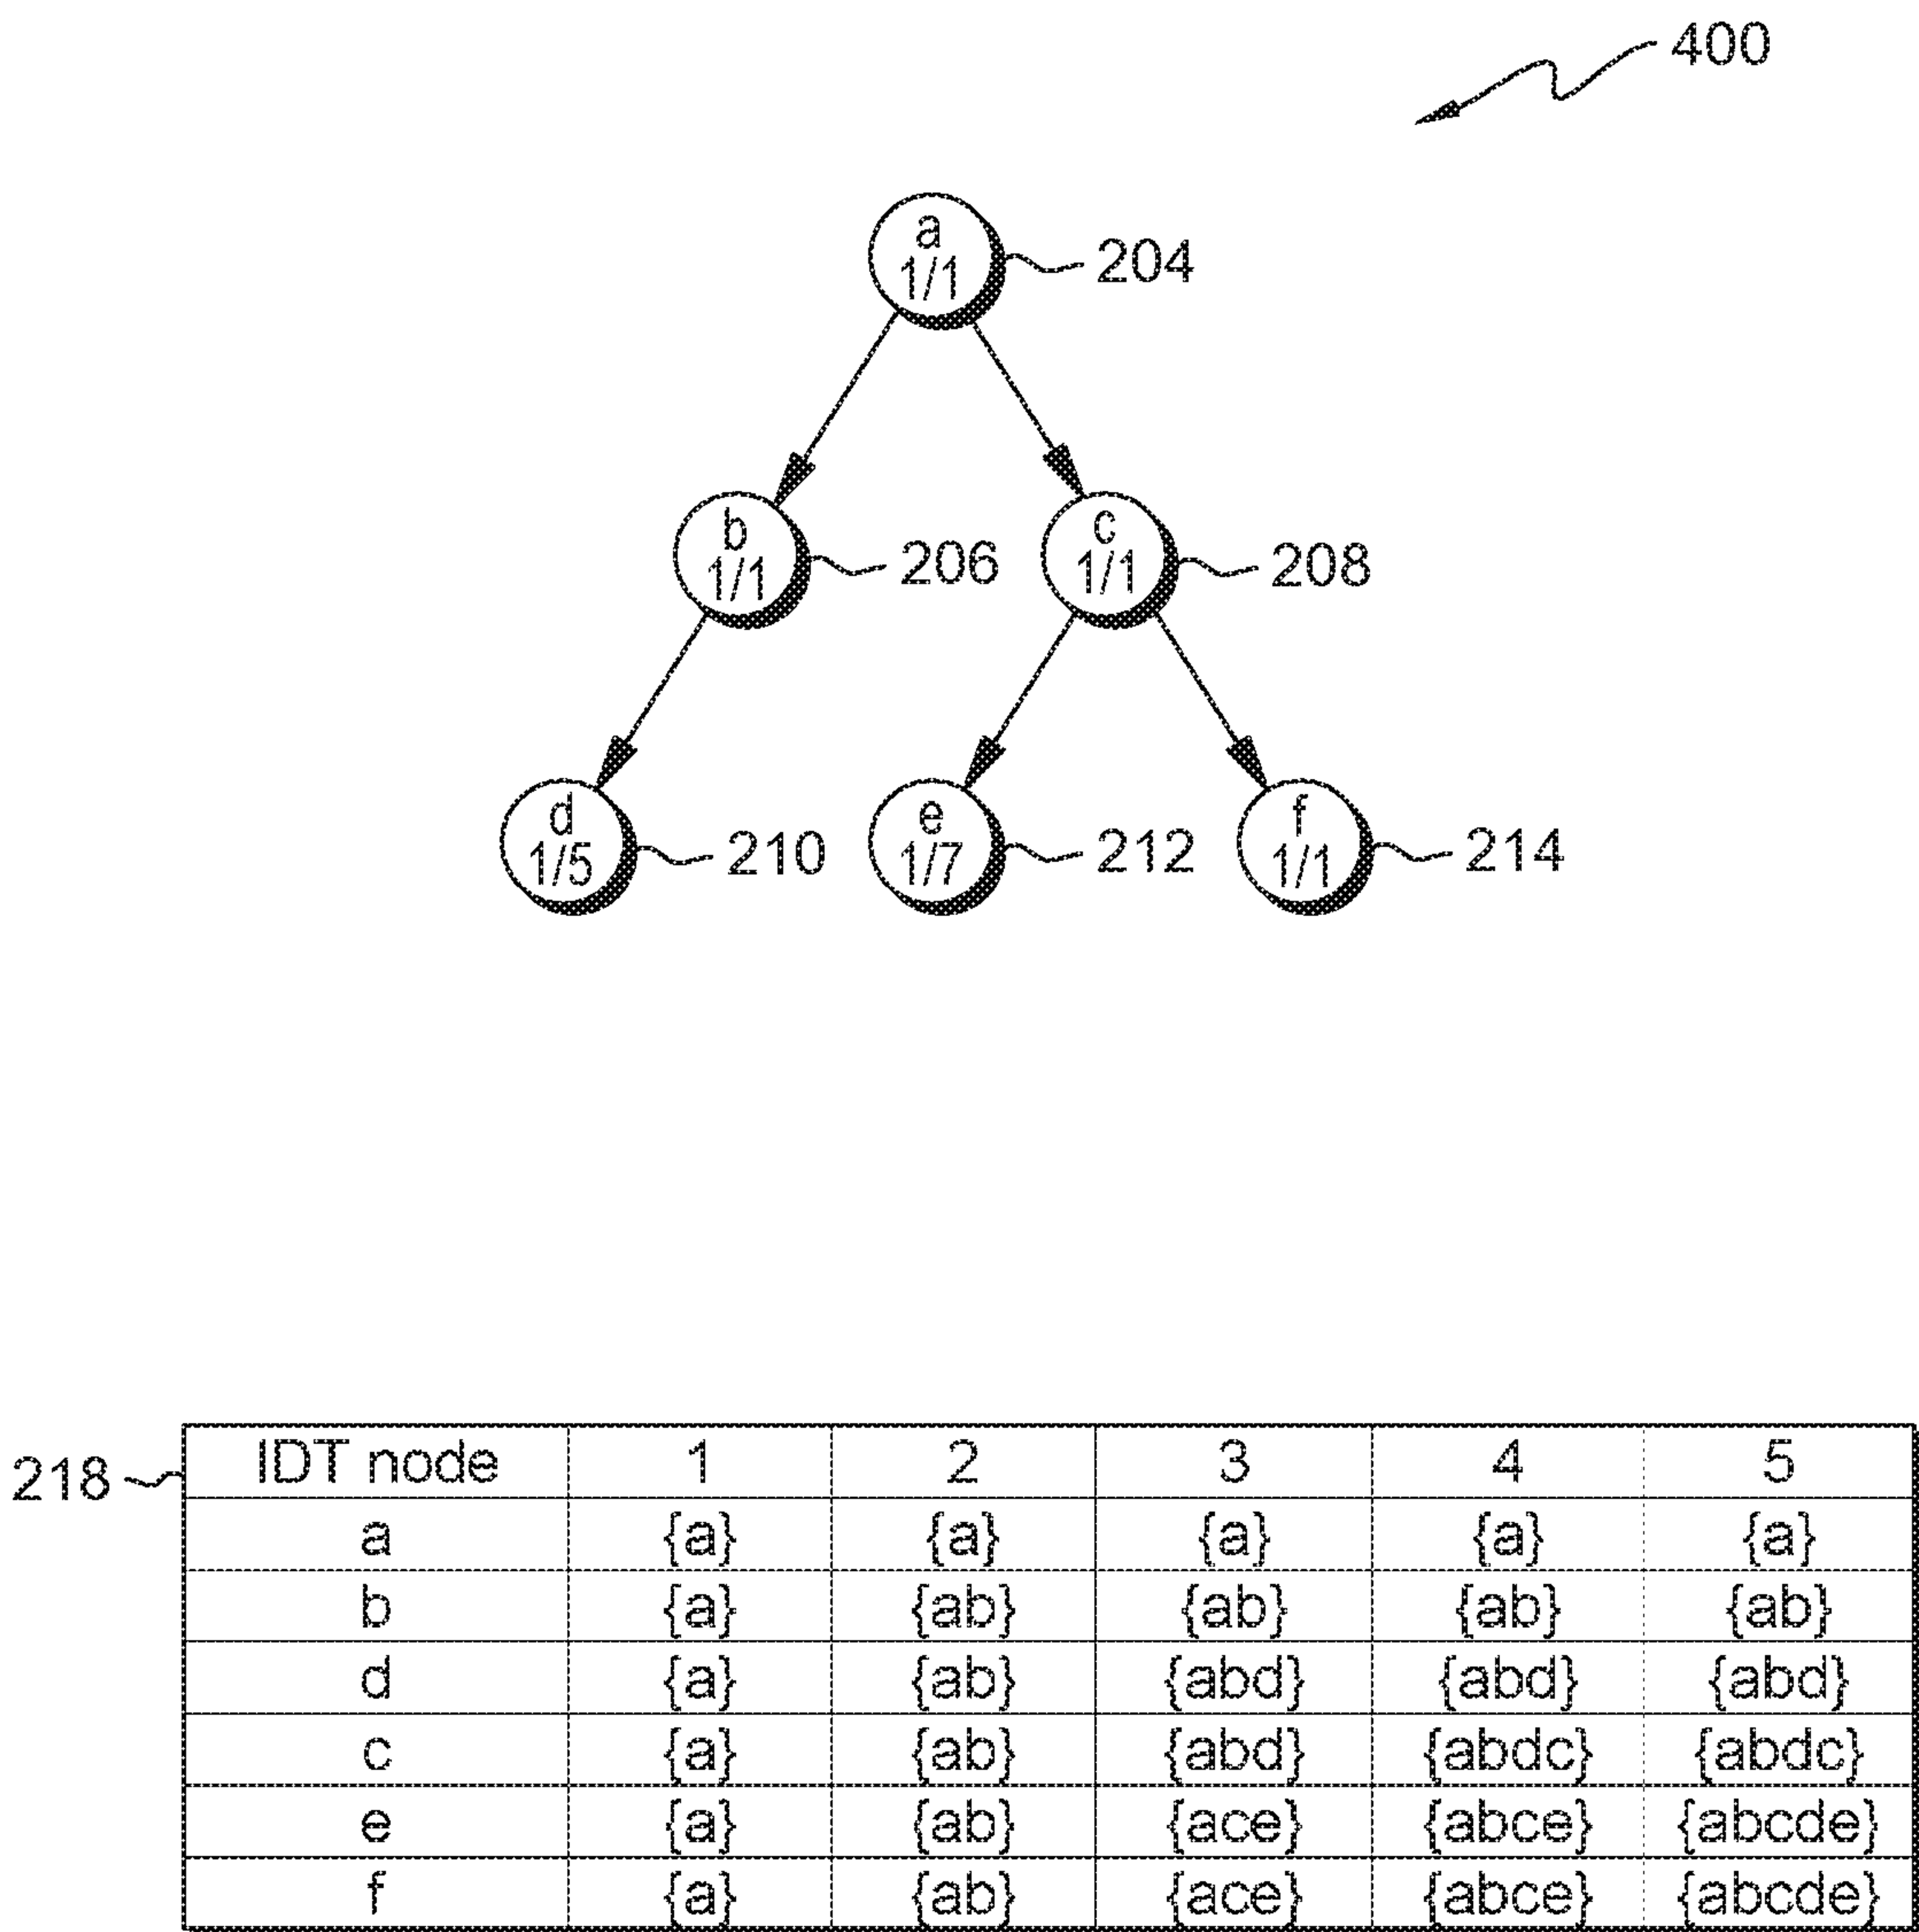 400
a
1/1
204
b
1/1
206
c
1/1
208
d
1/5
210
e
1/7
212
f
1/1
214
218
IDT node 1 2 3 4 5
a {a} {a} {a} {a} {a}
b {a} {ab} {ab} {ab} {ab}
d {a} {ab} {abd} {abd} {abd}
c {a} {ab} {abd} {abdc} {abdc}
e {a} {ab} {ace} {abce} {abcde}
f {a} {ab} {ace} {abce} {abcde}